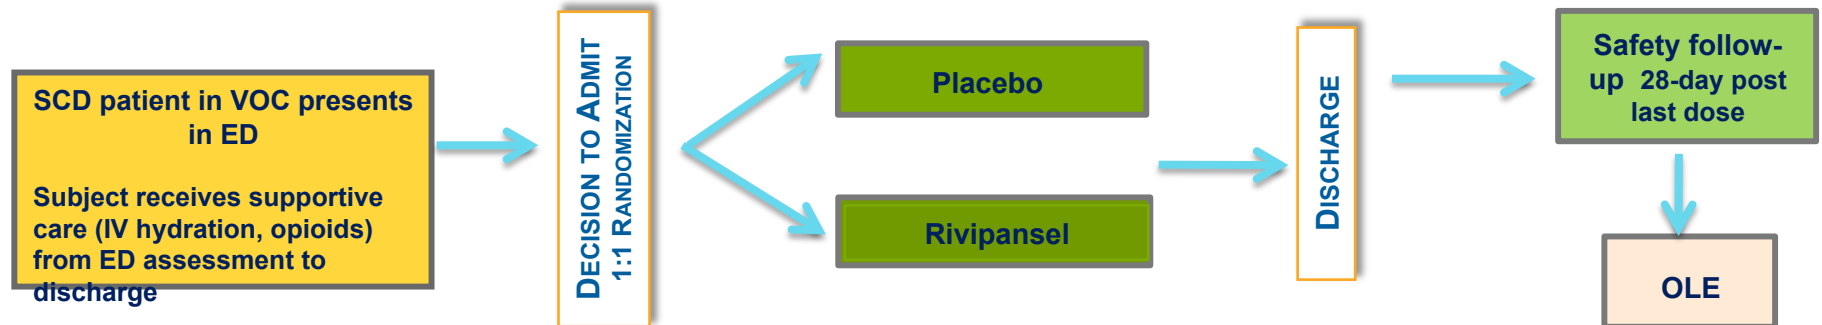 SCD patient in VOC presents
in ED
Subject receives supportive
care (IV hydration, opioids)
from ED assessment to
discharge
DECISION TO ADMIT
1:1 RANDOMIZATION
Placebo
Rivipansel
DISCHARGE
Safety follow-
up 28-day post
last dose
OLE